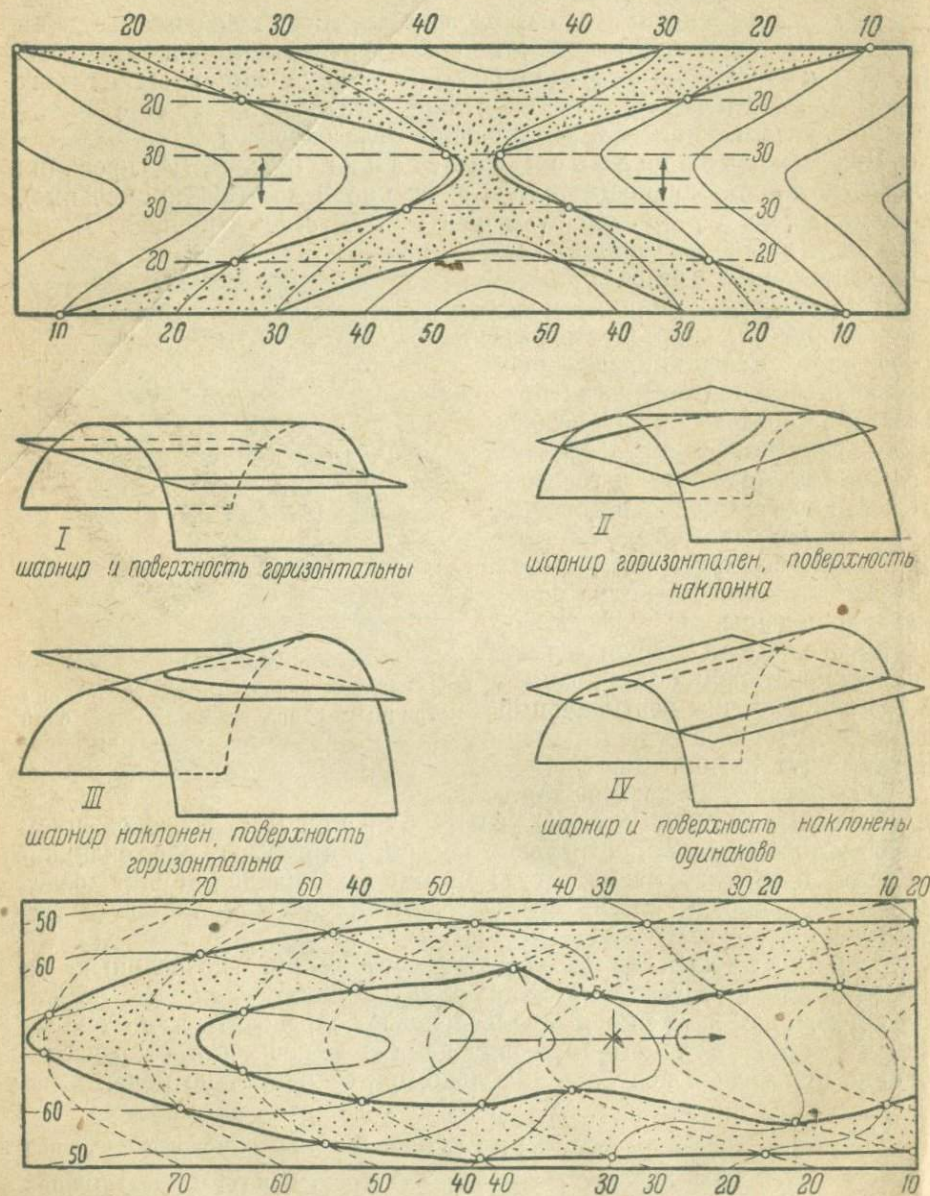 20 30 40 40 30 20 10
20 20
30 30
30 30
20 20
10 20 30 40 50 50 40 30 20 10
I
шарнир и поверхность горизонтальны
II
шарнир горизонтален, поверхность
наклонна
III
шарнир наклонен, поверхность
горизонтальна
IV
шарнир и поверхность наклонены
одинаково
70 60 40 50 40 30 30 20 10 20
50
60
60
50
70 60 50 40 40 30 30 20 20 10